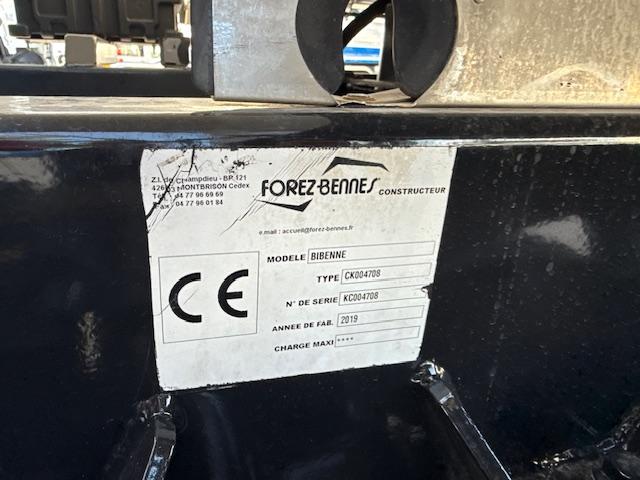 Z.I. de Champdieu - BP 121
MONTBRISON Cedex
Tél. 04 77 96 69 69
Fax 04 77 96 01 84
FOREZ-BENNES CONSTRUCTEUR
e.mail : accueil@forez-bennes.fr
CE
MODELE BIBENNE
TYPE CK004708
N° DE SERIE KC004708
ANNEE DE FAB. 2019
CHARGE MAXI ****